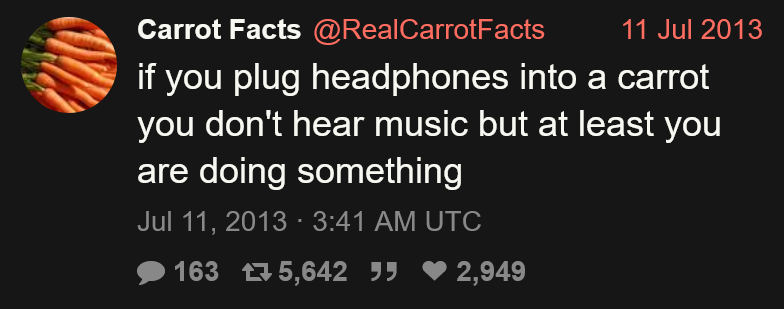 Carrot Facts @RealCarrotFacts 11 Jul 2013
if you plug headphones into a carrot
you don't hear music but at least you
are doing something
Jul 11, 2013 · 3:41 AM UTC
163 5,642 2,949